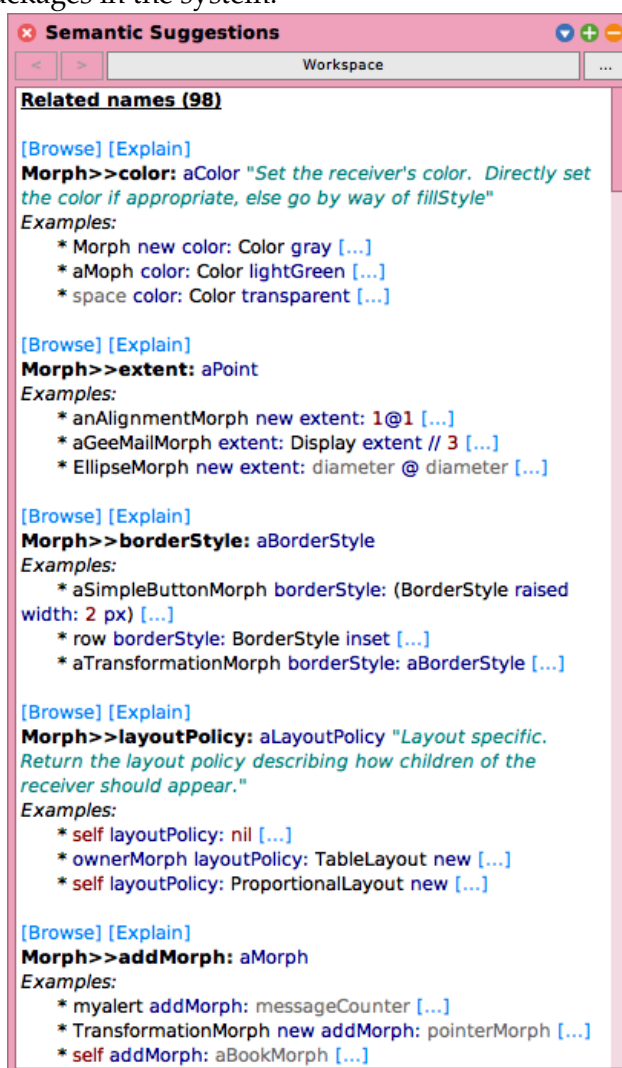 ackages in the system.
Semantic Suggestions
< > Workspace ...
Related names (98)
[Browse] [Explain]
Morph>>color: aColor "Set the receiver's color. Directly set
the color if appropriate, else go by way of fillStyle"
Examples:
* Morph new color: Color gray [...]
* aMoph color: Color lightGreen [...]
* space color: Color transparent [...]
[Browse] [Explain]
Morph>>extent: aPoint
Examples:
* anAlignmentMorph new extent: 1@1 [...]
* aGeeMailMorph extent: Display extent // 3 [...]
* EllipseMorph new extent: diameter @ diameter [...]
[Browse] [Explain]
Morph>>borderStyle: aBorderStyle
Examples:
* aSimpleButtonMorph borderStyle: (BorderStyle raised
width: 2 px) [...]
* row borderStyle: BorderStyle inset [...]
* aTransformationMorph borderStyle: aBorderStyle [...]
[Browse] [Explain]
Morph>>layoutPolicy: aLayoutPolicy "Layout specific.
Return the layout policy describing how children of the
receiver should appear."
Examples:
* self layoutPolicy: nil [...]
* ownerMorph layoutPolicy: TableLayout new [...]
* self layoutPolicy: ProportionalLayout new [...]
[Browse] [Explain]
Morph>>addMorph: aMorph
Examples:
* myalert addMorph: messageCounter [...]
* TransformationMorph new addMorph: pointerMorph [...]
* self addMorph: aBookMorph [...]